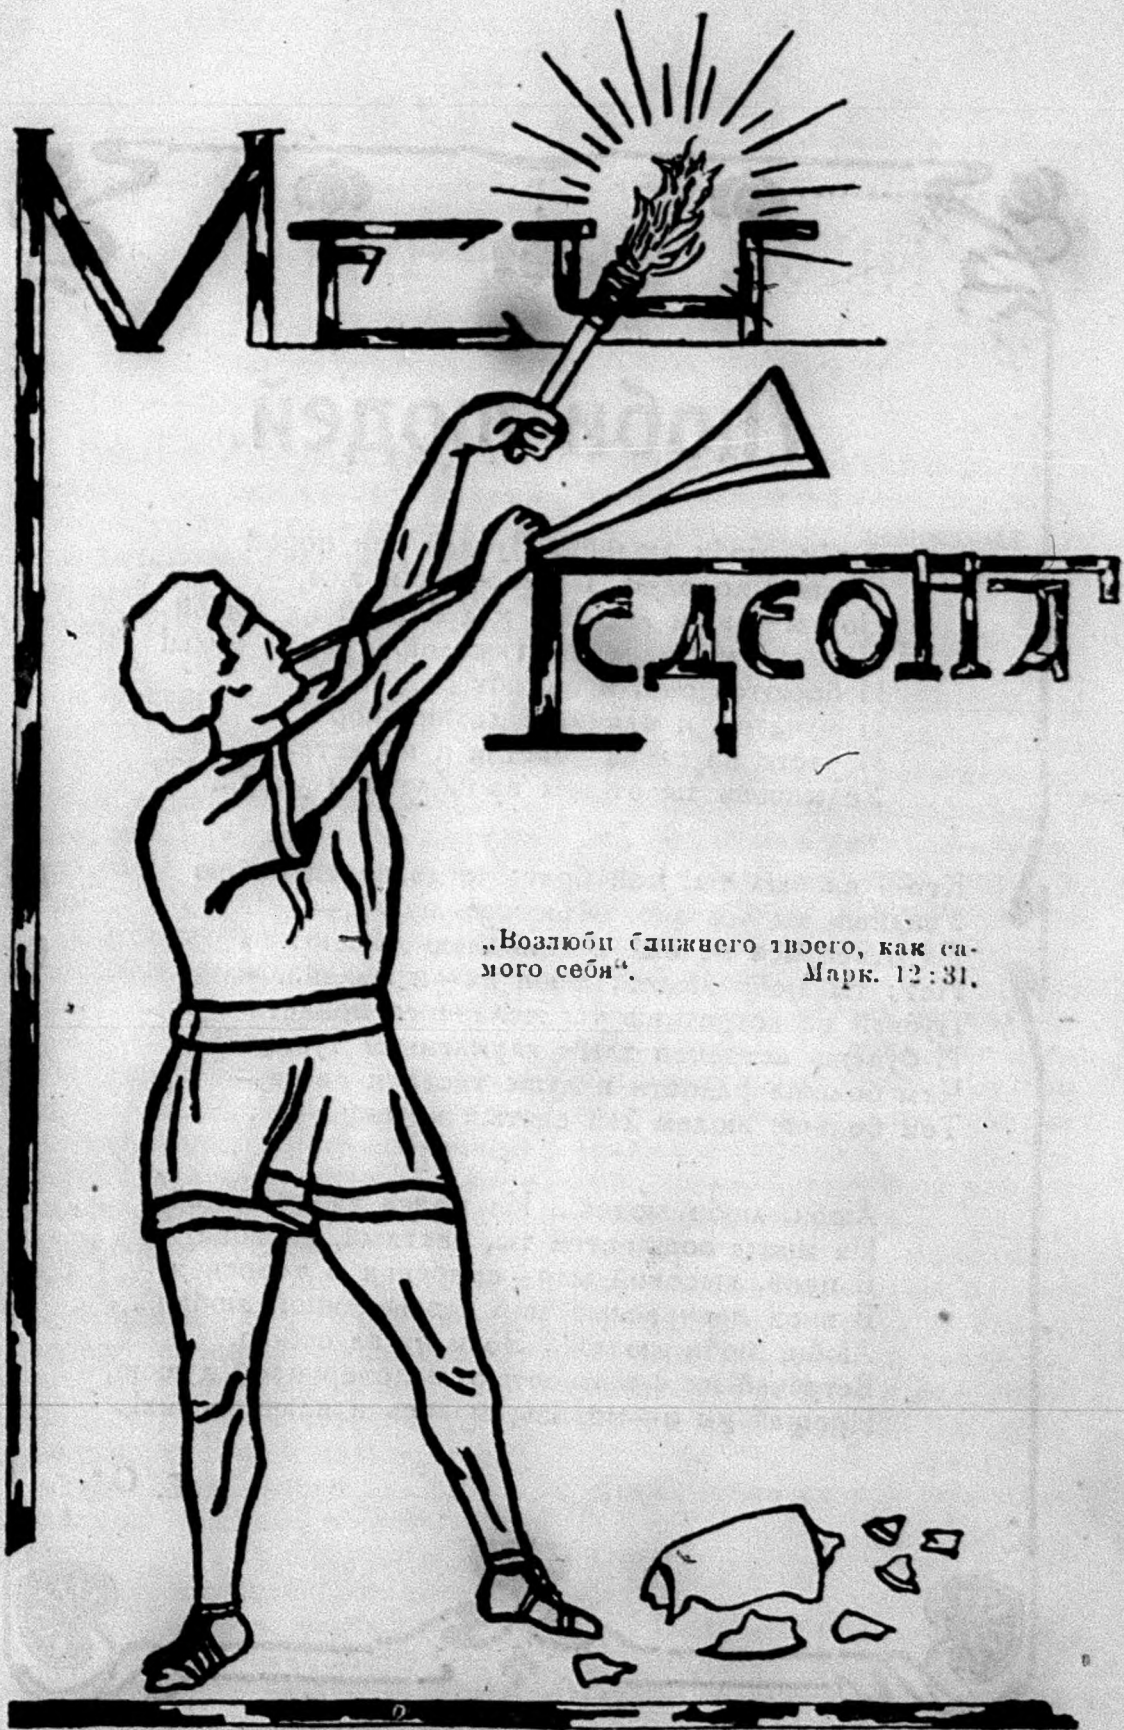 Меч
Гедеона
„Возлюби ближнего твоего, как са-
мого себя“. Марк. 12:31.